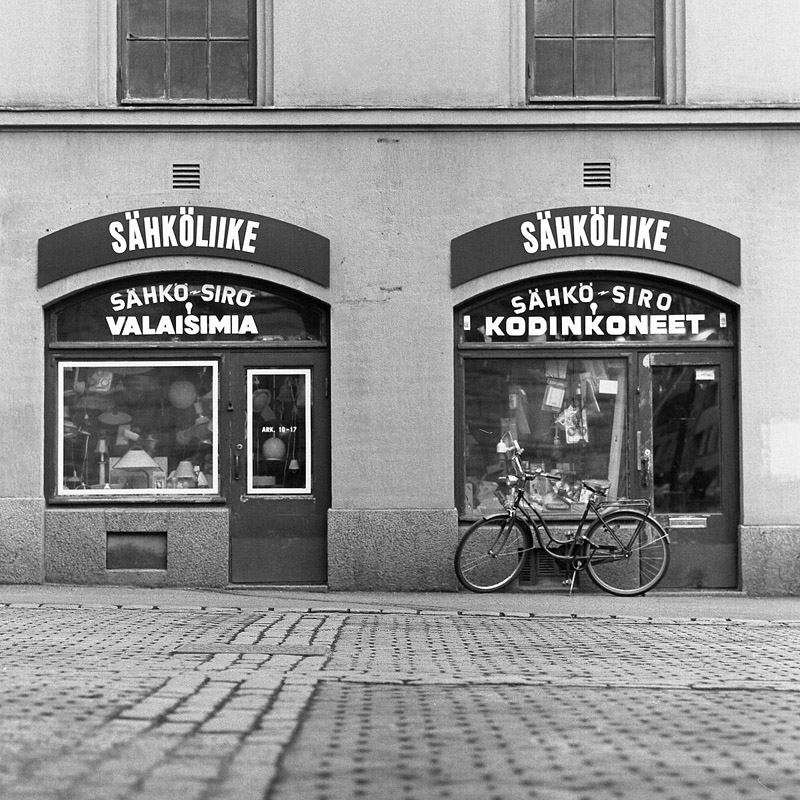 SÄHKÖLIIKE
SÄHKÖ-SIRO
VALAISIMIA
ARK. 10-17
SÄHKÖLIIKE
SÄHKÖ-SIRO
KODINKONEET